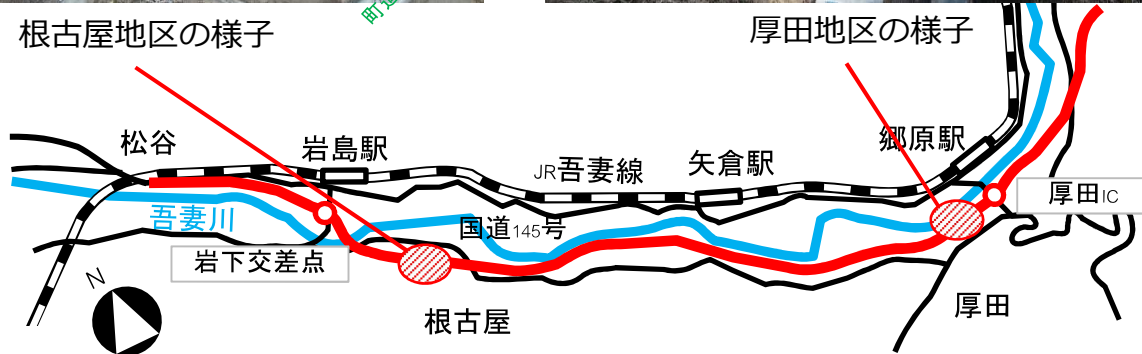 町道
根古屋地区の様子
厚田地区の様子
松谷
岩島駅
JR吾妻線
矢倉駅
郷原駅
厚田IC
吾妻川
国道145号
岩下交差点
N
根古屋
厚田